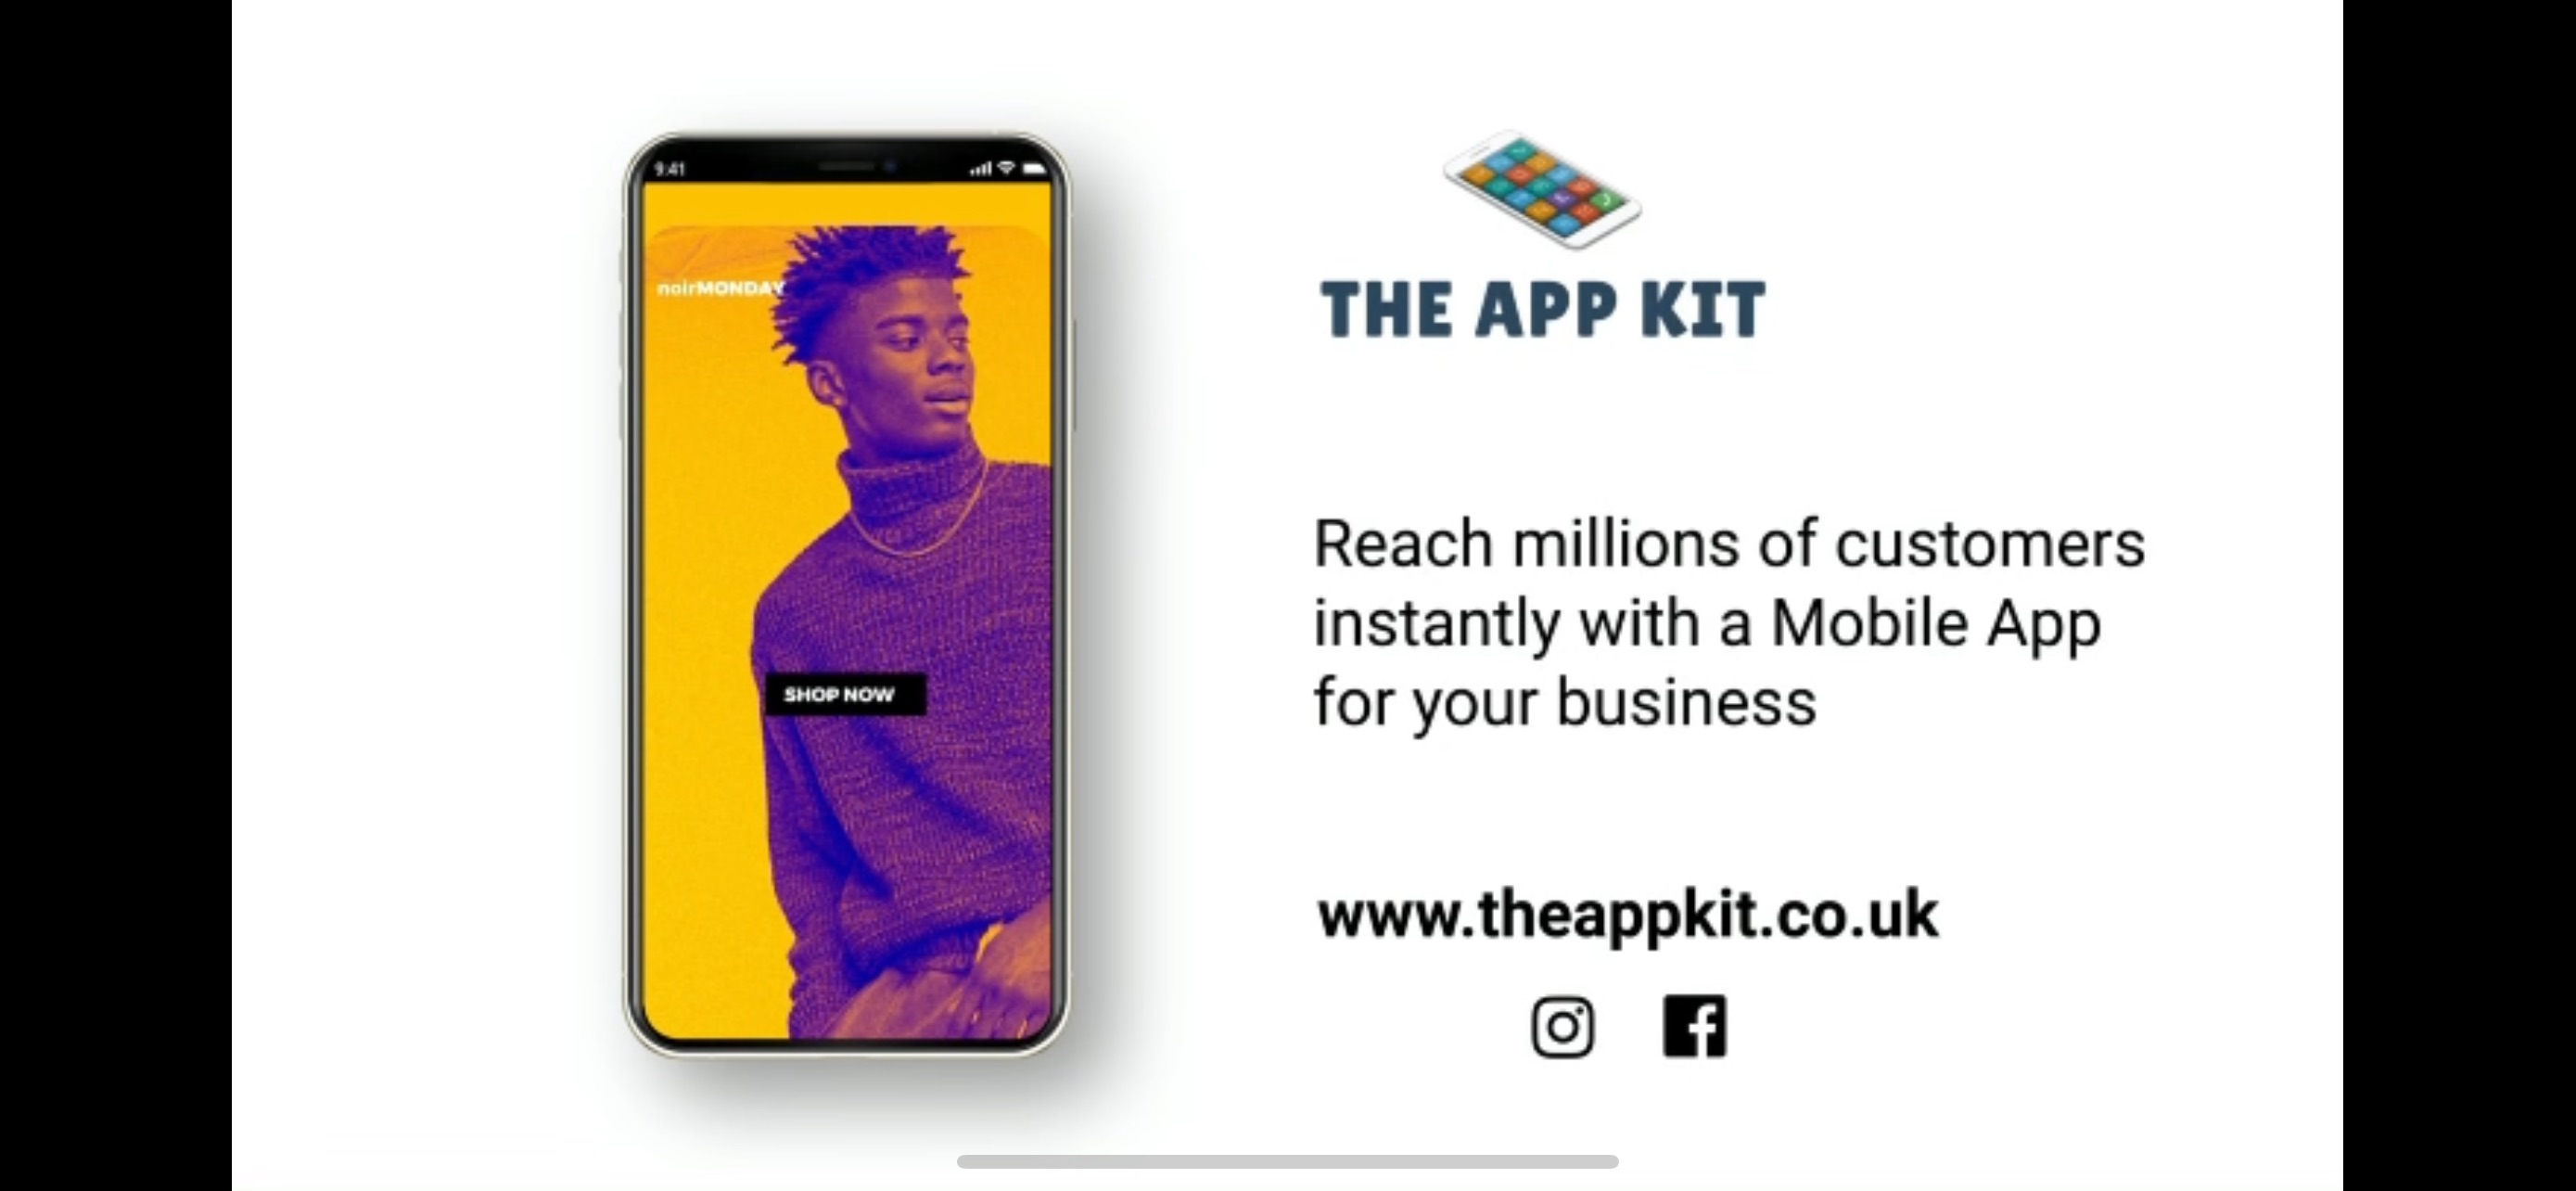 9:41
noirMONDAY
SHOP NOW
THE APP KIT
Reach millions of customers
instantly with a Mobile App
for your business
www.theappkit.co.uk